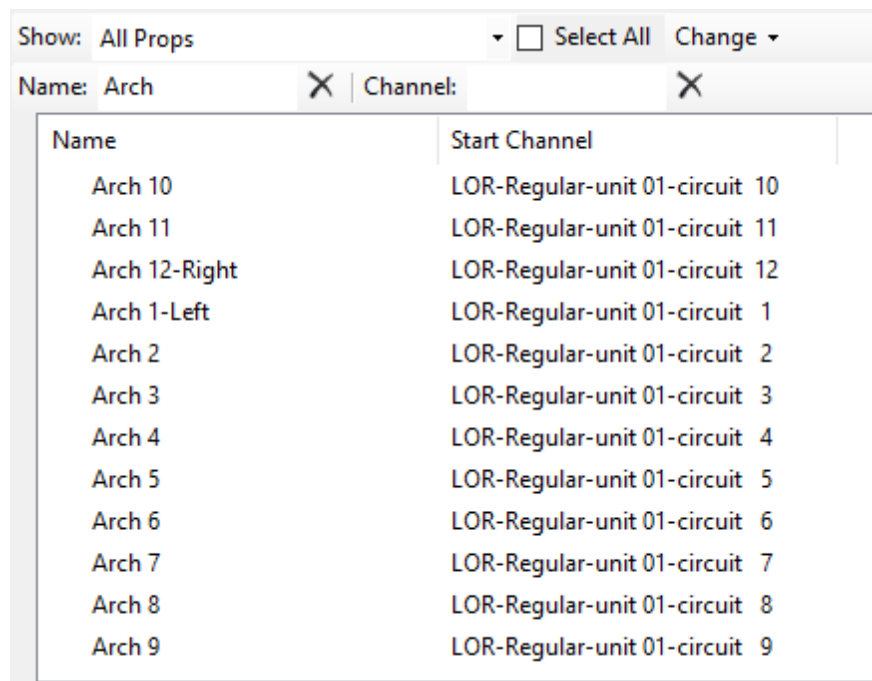 Show: All Props Select All Change
Name: Arch Channel:
Name Start Channel
Arch 10 LOR-Regular-unit 01-circuit 10
Arch 11 LOR-Regular-unit 01-circuit 11
Arch 12-Right LOR-Regular-unit 01-circuit 12
Arch 1-Left LOR-Regular-unit 01-circuit 1
Arch 2 LOR-Regular-unit 01-circuit 2
Arch 3 LOR-Regular-unit 01-circuit 3
Arch 4 LOR-Regular-unit 01-circuit 4
Arch 5 LOR-Regular-unit 01-circuit 5
Arch 6 LOR-Regular-unit 01-circuit 6
Arch 7 LOR-Regular-unit 01-circuit 7
Arch 8 LOR-Regular-unit 01-circuit 8
Arch 9 LOR-Regular-unit 01-circuit 9